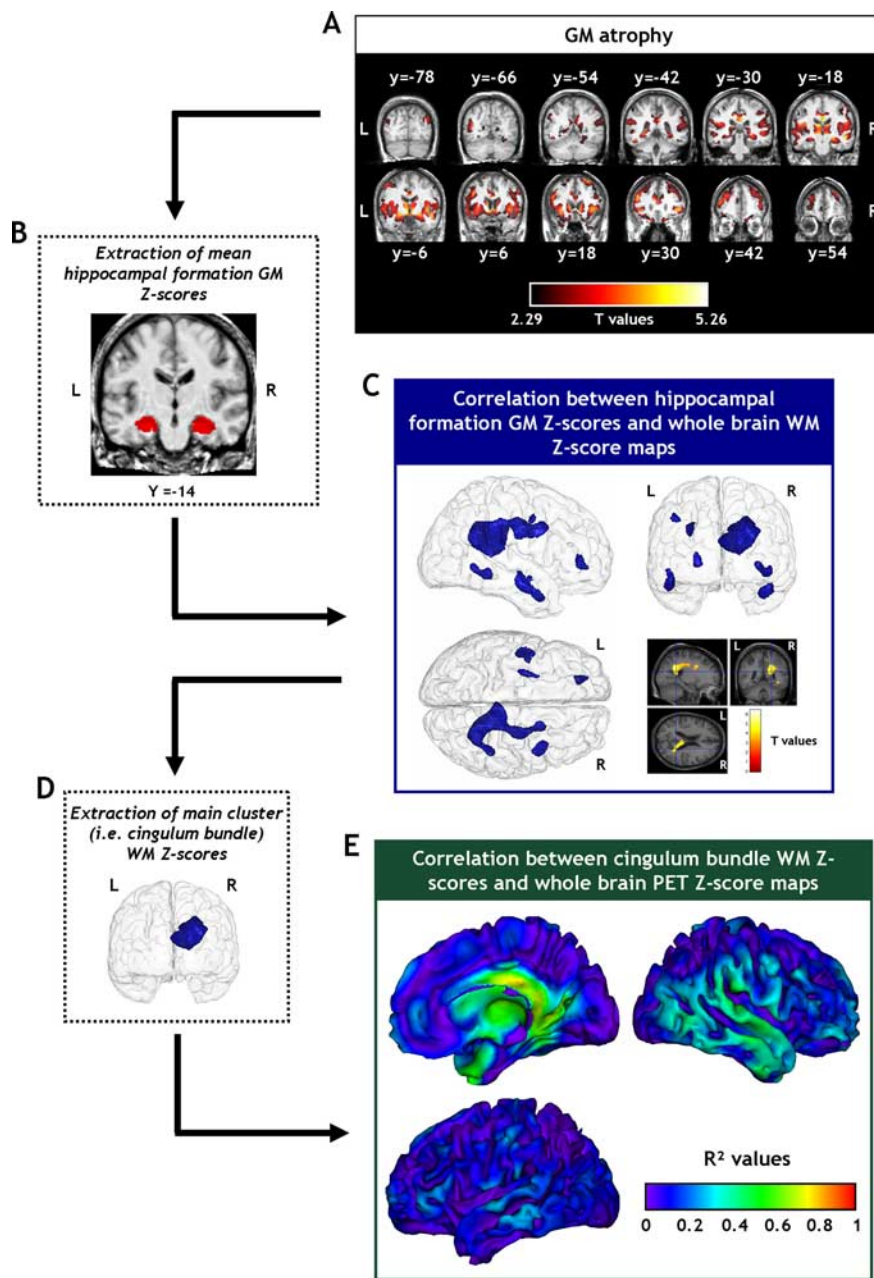 A
GM atrophy
y=-78 y=-66 y=-54 y=-42 y=-30 y=-18
L R
L R
y=-6 y=6 y=18 y=30 y=42 y=54
2.29 T values 5.26
B
Extraction of mean
hippocampal formation GM
Z-scores
L R
Y =-14
C
Correlation between hippocampal
formation GM Z-scores and whole brain WM
Z-score maps
L R
L
R
L R
L
R
T values
D
Extraction of main cluster
(i.e. cingulum bundle)
WM Z-scores
L R
E
Correlation between cingulum bundle WM Z-
scores and whole brain PET Z-score maps
R² values
0 0.2 0.4 0.6 0.8 1